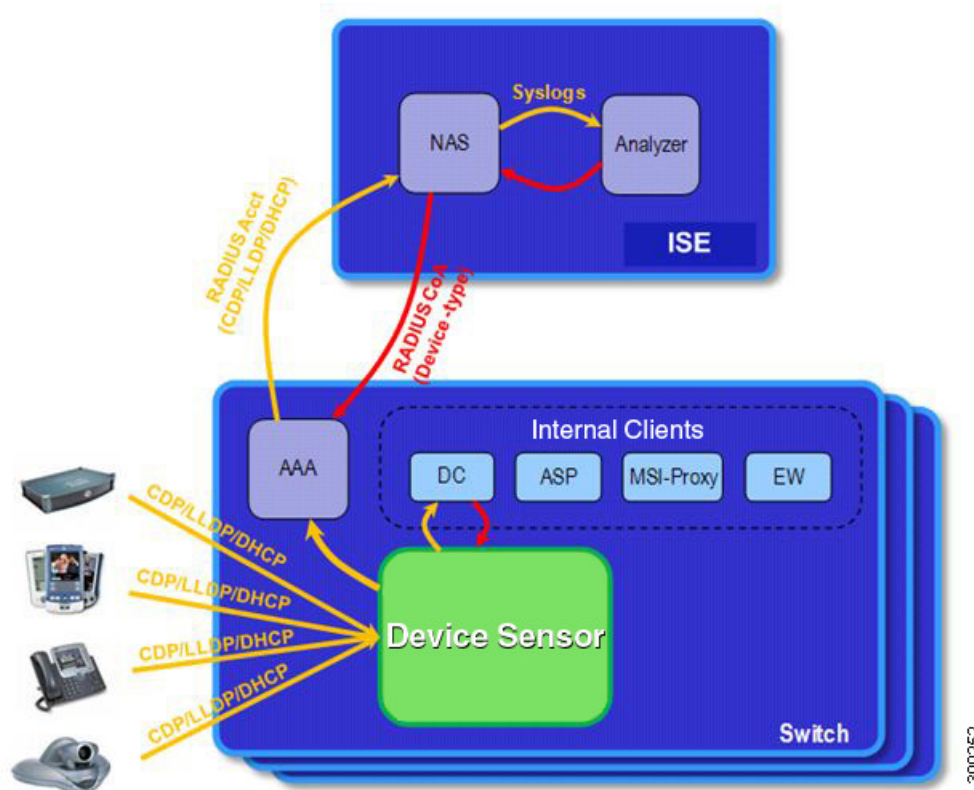 Syslogs
NAS
Analyzer
ISE
RADIUS Acct
(CDP/LLDP/DHCP)
RADIUS CoA
(Device-type)
Internal Clients
AAA
DC
ASP
MSI-Proxy
EW
CDP/LLDP/DHCP
CDP/LLDP/DHCP
CDP/LLDP/DHCP
CDP/LLDP/DHCP
Device Sensor
Switch